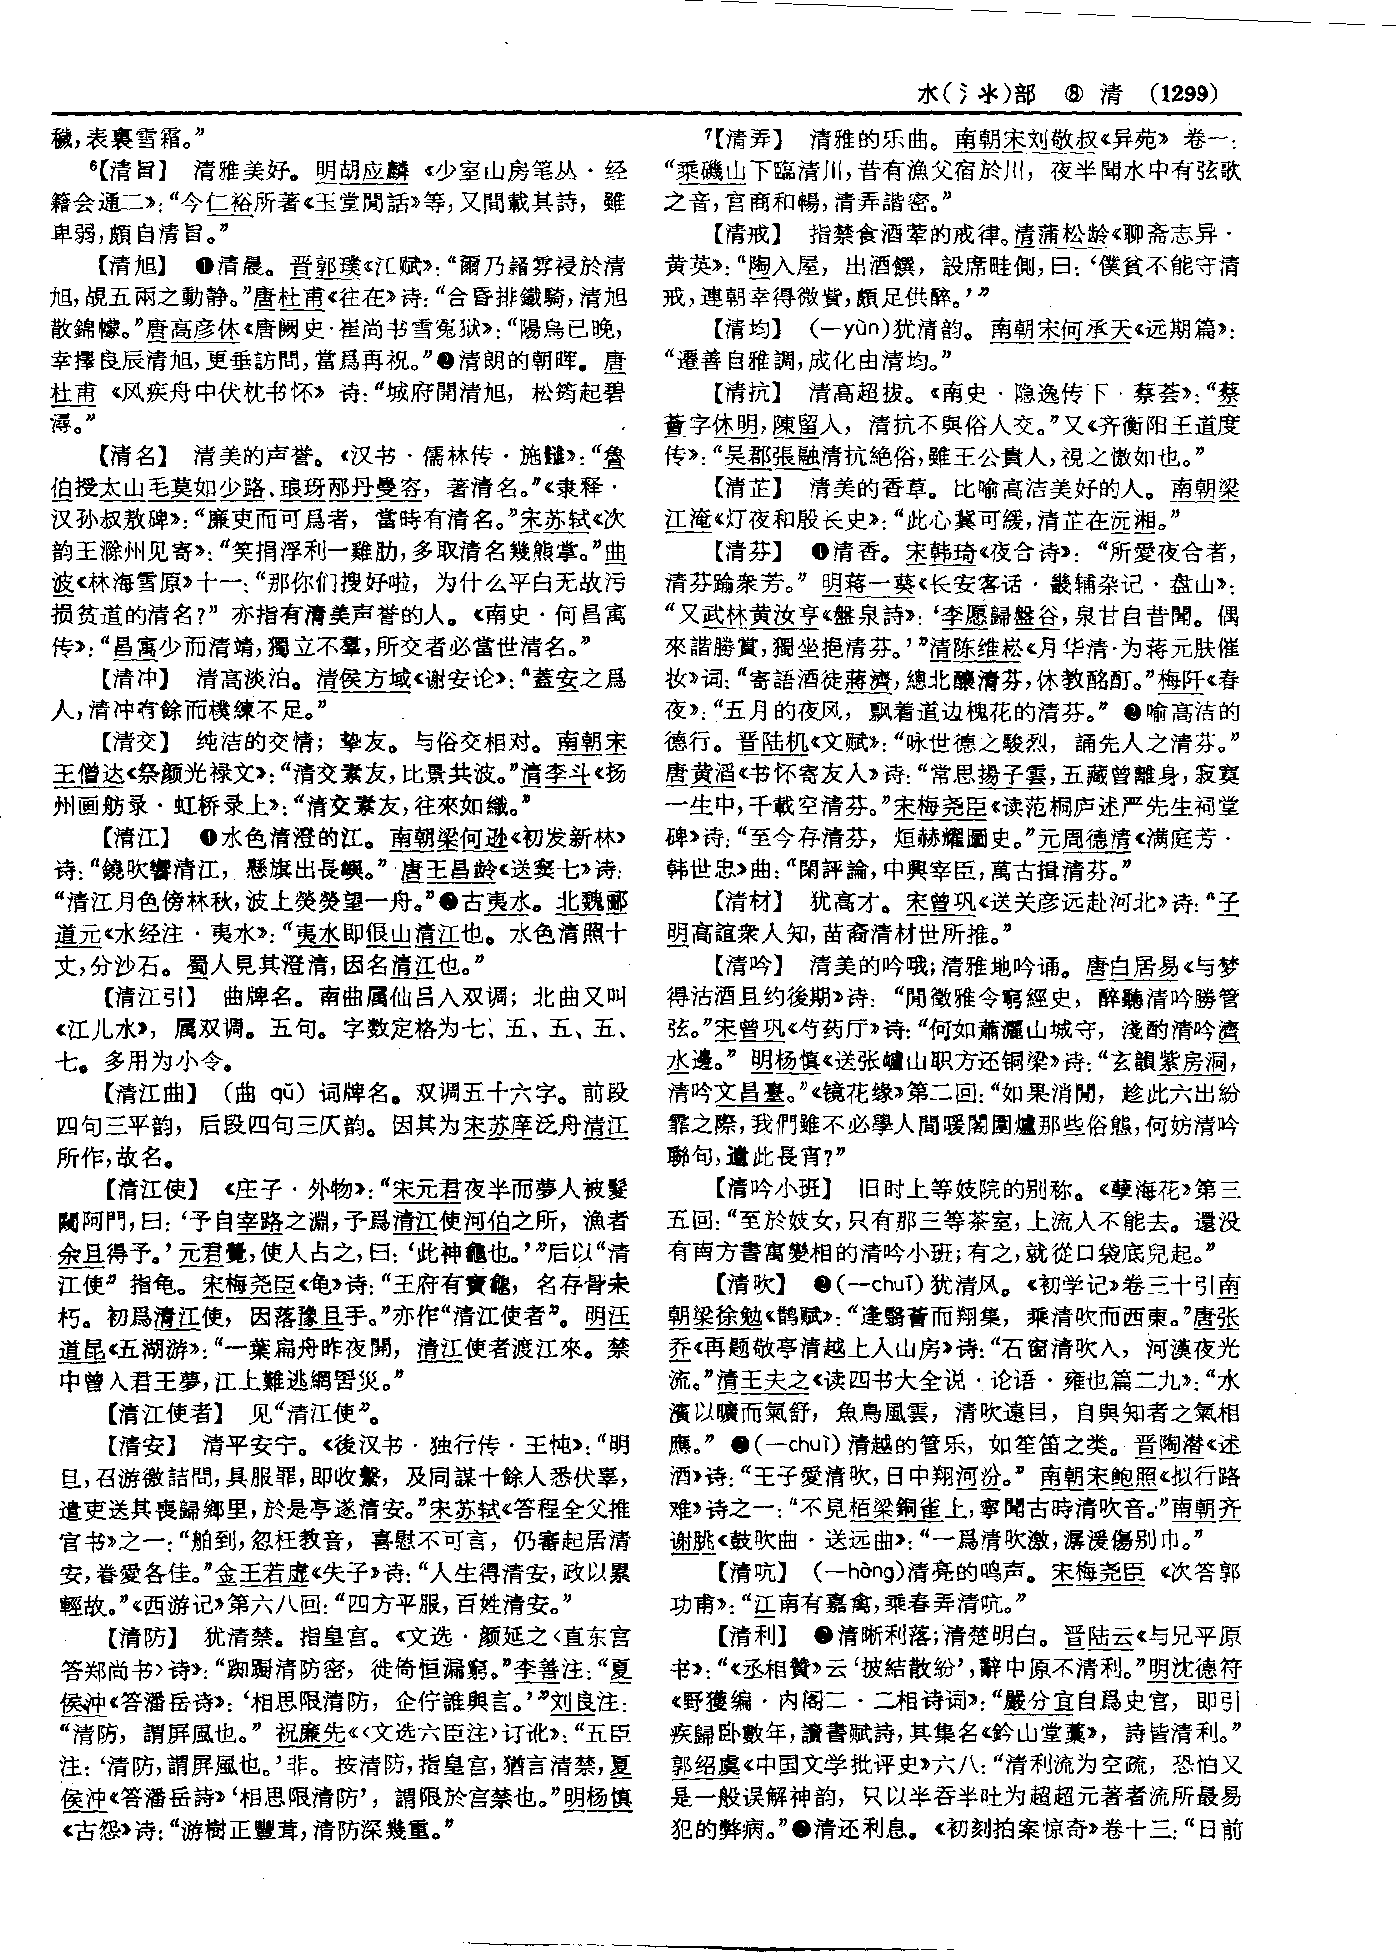 水(氵氺)部 ⑧ 清 (1299)
穢,表裏雪霜。”
⁶【清旨】 清雅美好。明胡应麟《少室山房笔丛·经
籍会通二》:“今仁裕所著《玉堂閒話》等,又間載其詩,雖
卑弱,頗自清旨。”
【清旭】 ❶清晨。晋郭璞《江赋》:“爾乃䨪雰祲於清
旭,覘五兩之動静。”唐杜甫《往在》诗:“合昏排鐵騎,清旭
散錦幪。”唐高彦休《唐阙史·崔尚书雪冤狱》:“陽烏已晚,
幸擇良辰清旭,更垂訪問,當爲再祝。”❷清朗的朝晖。唐
杜甫《风疾舟中伏枕书怀》诗:“城府開清旭,松筠起碧
潯。”
【清名】 清美的声誉。《汉书·儒林传·施雠》:“魯
伯授太山毛莫如少路、琅玡邴丹曼容,著清名。”《隶释·
汉孙叔敖碑》:“廉吏而可爲者,當時有清名。”宋苏轼《次
韵王滁州见寄》:“笑捐浮利一雞肋,多取清名幾熊掌。”曲
波《林海雪原》十一:“那你们搜好啦,为什么平白无故污
损贫道的清名?”亦指有清美声誉的人。《南史·何昌㝢
传》:“昌㝢少而清靖,獨立不羣,所交者必當世清名。”
【清冲】 清高淡泊。清侯方域《谢安论》:“蓋安之爲
人,清冲有餘而樸練不足。”
【清交】 纯洁的交情;挚友。与俗交相对。南朝宋
王僧达《祭颜光禄文》:“清交素友,比景共波。”清李斗《扬
州画舫录·虹桥录上》:“清交素友,往來如織。”
【清江】 ❶水色清澄的江。南朝梁何逊《初发新林》
诗:“鐃吹響清江,懸旗出長嶼。”唐王昌龄《送窦七》诗:
“清江月色傍林秋,波上熒熒望一舟。”❷古夷水。北魏郦
道元《水经注·夷水》:“夷水即佷山清江也。水色清照十
丈,分沙石。蜀人見其澄清,因名清江也。”
【清江引】 曲牌名。南曲属仙吕入双调;北曲又叫
《江儿水》,属双调。五句。字数定格为七、五、五、五、
七。多用为小令。
【清江曲】 (曲 qǔ)词牌名。双调五十六字。前段
四句三平韵,后段四句三仄韵。因其为宋苏庠泛舟清江
所作,故名。
【清江使】 《庄子·外物》:“宋元君夜半而夢人被髮
闚阿門,曰:‘予自宰路之淵,予爲清江使河伯之所,漁者
余且得予。’元君覺,使人占之,曰:‘此神龜也。’”后以“清
江使”指龟。宋梅尧臣《龟》诗:“王府有寶龜,名存骨未
朽。初爲清江使,因落豫且手。”亦作“清江使者”。明汪
道昆《五湖游》:“一葉扁舟昨夜開,清江使者渡江來。禁
中曾入君王夢,江上難逃網罟災。”
【清江使者】 见“清江使”。
【清安】 清平安宁。《後汉书·独行传·王忳》:“明
旦,召游徼詰問,具服罪,即收繫,及同謀十餘人悉伏辜,
遣吏送其喪歸鄉里,於是亭遂清安。”宋苏轼《答程全父推
官书》之一:“舶到,忽枉教音,喜慰不可言,仍審起居清
安,眷愛各佳。”金王若虚《失子》诗:“人生得清安,政以累
輕故。”《西游记》第六八回:“四方平服,百姓清安。”
【清防】 犹清禁。指皇宫。《文选·颜延之〈直东宫
答郑尚书〉诗》:“踟躕清防密,徙倚恒漏窮。”李善注:“夏
侯沖《答潘岳诗》:‘相思限清防,企佇誰與言。’”刘良注:
“清防,謂屏風也。”祝廉先《〈文选六臣注〉订讹》:“五臣
注:‘清防,謂屏風也。’非。按清防,指皇宫,猶言清禁,夏
侯沖《答潘岳詩》‘相思限清防’,謂限於宫禁也。”明杨慎
《古怨》诗:“游樹正豐茸,清防深幾重。”
⁷【清弄】 清雅的乐曲。南朝宋刘敬叔《异苑》卷一:
“乘磯山下臨清川,昔有漁父宿於川,夜半聞水中有弦歌
之音,宫商和暢,清弄諧密。”
【清戒】 指禁食酒荤的戒律。清蒲松龄《聊斋志异·
黄英》:“陶入屋,出酒饌,設席畦側,曰:‘僕貧不能守清
戒,連朝幸得微貲,頗足供醉。’”
【清均】 (—yùn)犹清韵。南朝宋何承天《远期篇》:
“遷善自雅調,成化由清均。”
【清抗】 清高超拔。《南史·隐逸传下·蔡荟》:“蔡
薈字休明,陳留人,清抗不與俗人交。”又《齐衡阳王道度
传》:“吴郡張融清抗絶俗,雖王公貴人,視之傲如也。”
【清芷】 清美的香草。比喻高洁美好的人。南朝梁
江淹《灯夜和殷长史》:“此心冀可緩,清芷在沅湘。”
【清芬】 ❶清香。宋韩琦《夜合诗》:“所愛夜合者,
清芬踰衆芳。”明蒋一葵《长安客话·畿辅杂记·盘山》:
“又武林黄汝亨《盤泉詩》:‘李愿歸盤谷,泉甘自昔聞。偶
來諧勝賞,獨坐挹清芬。’”清陈维崧《月华清·为蒋元肤催
妆》词:“寄語酒徒蔣濟,總北釀清芬,休教酩酊。”梅阡《春
夜》:“五月的夜风,飘着道边槐花的清芬。”❷喻高洁的
德行。晋陆机《文赋》:“咏世德之駿烈,誦先人之清芬。”
唐黄滔《书怀寄友人》诗:“常思揚子雲,五藏曾離身,寂寞
一生中,千載空清芬。”宋梅尧臣《读范桐庐述严先生祠堂
碑》诗:“至今存清芬,烜赫耀圖史。”元周德清《满庭芳·
韩世忠》曲:“閑評論,中興宰臣,萬古揖清芬。”
【清材】 犹高才。宋曾巩《送关彦远赴河北》诗:“子
明高誼衆人知,苗裔清材世所推。”
【清吟】 清美的吟哦;清雅地吟诵。唐白居易《与梦
得沽酒且约後期》诗:“閒徵雅令窮經史,醉聽清吟勝管
弦。”宋曾巩《芍药厅》诗:“何如蕭灑山城守,淺酌清吟濟
水邊。”明杨慎《送张㟍山职方还铜梁》诗:“玄韻紫房洞,
清吟文昌臺。”《镜花缘》第二回:“如果消閒,趁此六出紛
霏之際,我們雖不必學人間暖閣圍爐那些俗態,何妨清吟
聯句,遣此長宵?”
【清吟小班】 旧时上等妓院的别称。《孽海花》第三
五回:“至於妓女,只有那三等茶室,上流人不能去。還没
有南方書寓變相的清吟小班;有之,就從口袋底兒起。”
【清吹】 ❶(—chuī)犹清风。《初学记》卷三十引南
朝梁徐勉《鹊赋》:“逢翳薈而翔集,乘清吹而西東。”唐张
乔《再题敬亭清越上人山房》诗:“石窗清吹入,河漢夜光
流。”清王夫之《读四书大全说·论语·雍也篇二九》:“水
濱以曠而氣舒,魚鳥風雲,清吹遠目,自與知者之氣相
應。”❷(—chuì)清越的管乐,如笙笛之类。晋陶潜《述
酒》诗:“王子愛清吹,日中翔河汾。”南朝宋鲍照《拟行路
难》诗之一:“不見柏梁銅雀上,寧聞古時清吹音。”南朝齐
谢朓《鼓吹曲·送远曲》:“一爲清吹激,潺湲傷别巾。”
【清吭】 (—háng)清亮的鸣声。宋梅尧臣《次答郭
功甫》:“江南有嘉禽,乘春弄清吭。”
【清利】 ❶清晰利落;清楚明白。晋陆云《与兄平原
书》:“《丞相贊》云‘披結散紛’,辭中原不清利。”明沈德符
《野獲编·内阁二·二相诗词》:“嚴分宜自爲史官,即引
疾歸卧數年,讀書賦詩,其集名《鈐山堂藁》,詩皆清利。”
郭绍虞《中国文学批评史》六八:“清利流为空疏,恐怕又
是一般误解神韵,只以半吞半吐为超超元著者流所最易
犯的弊病。”❷清还利息。《初刻拍案惊奇》卷十三:“日前